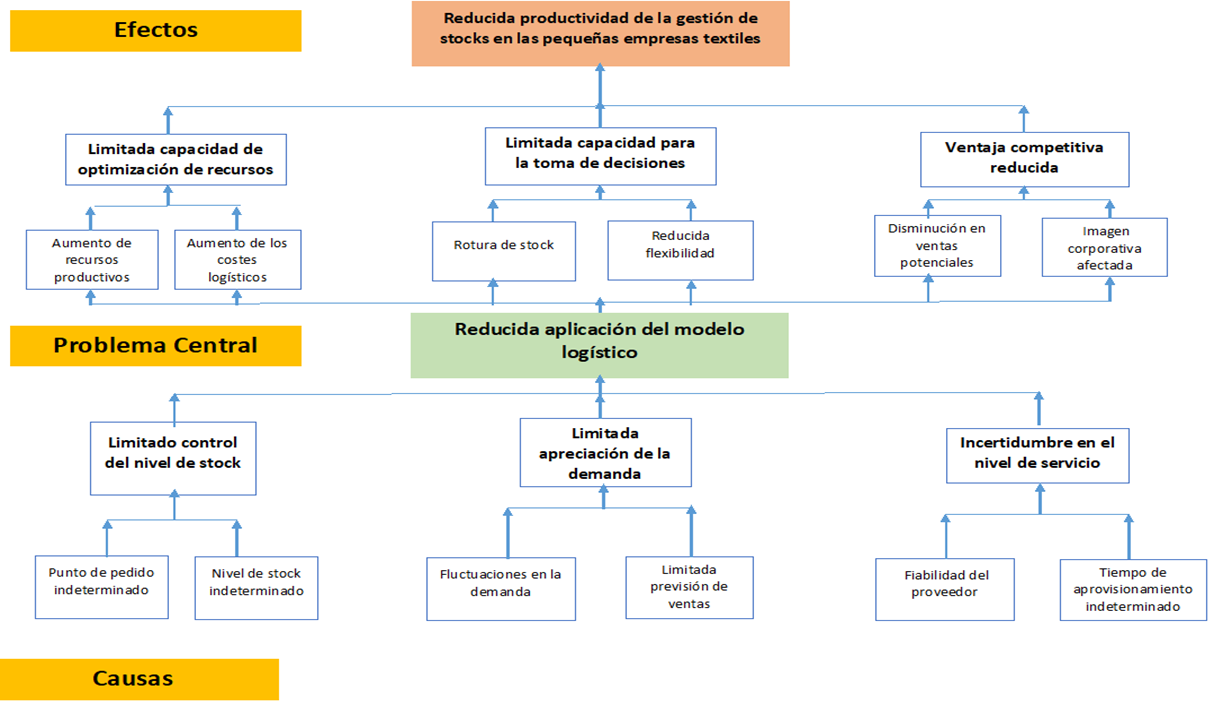 Efectos
Reducida productividad de la gestión de
stocks en las pequeñas empresas textiles
Limitada capacidad de
optimización de recursos
Limitada capacidad para
la toma de decisiones
Ventaja competitiva
reducida
Aumento de
recursos
productivos
Aumento de los
costes
logísticos
Rotura de stock
Reducida
flexibilidad
Disminución en
ventas
potenciales
Imagen
corporativa
afectada
Problema Central
Reducida aplicación del modelo
logístico
Limitado control
del nivel de stock
Limitada
apreciación de la
demanda
Incertidumbre en el
nivel de servicio
Punto de pedido
indeterminado
Nivel de stock
indeterminado
Fluctuaciones en la
demanda
Limitada
previsión de
ventas
Fiabilidad del
proveedor
Tiempo de
aprovisionamiento
indeterminado
Causas